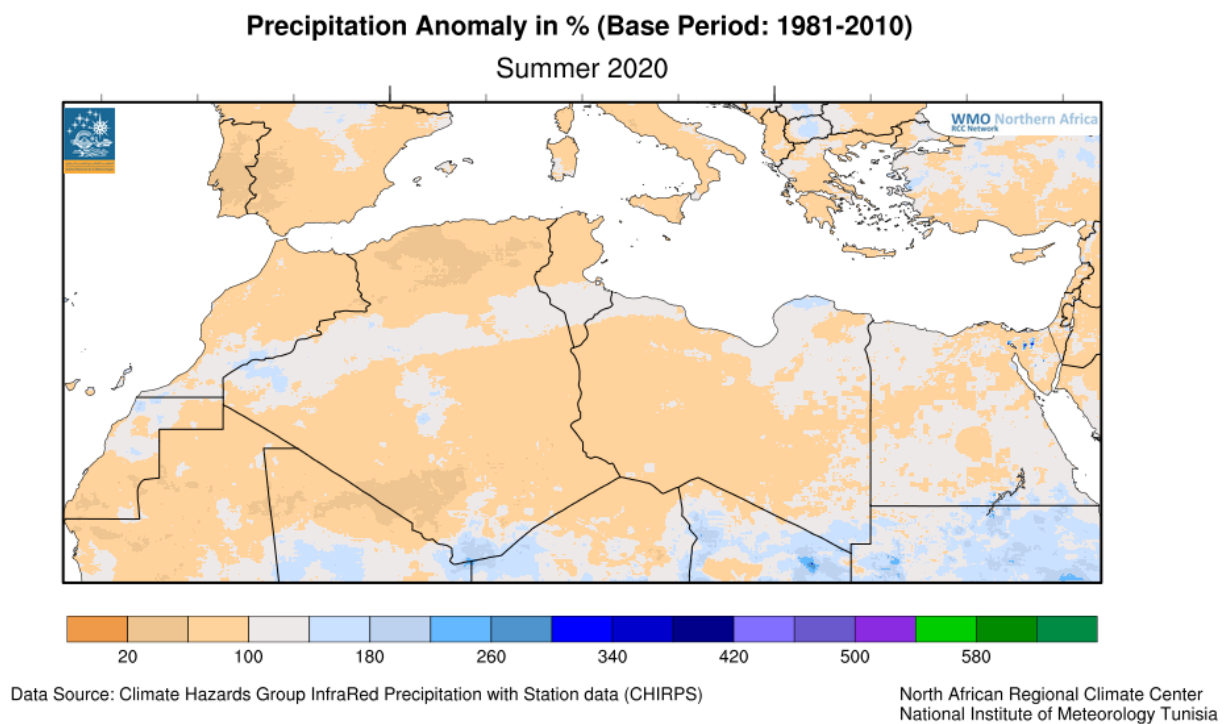 Precipitation Anomaly in % (Base Period: 1981-2010)
Summer 2020
WMO Northern Africa
RCC Network
20 100 180 260 340 420 500 580
Data Source: Climate Hazards Group InfraRed Precipitation with Station data (CHIRPS)
North African Regional Climate Center
National Institute of Meteorology Tunisia